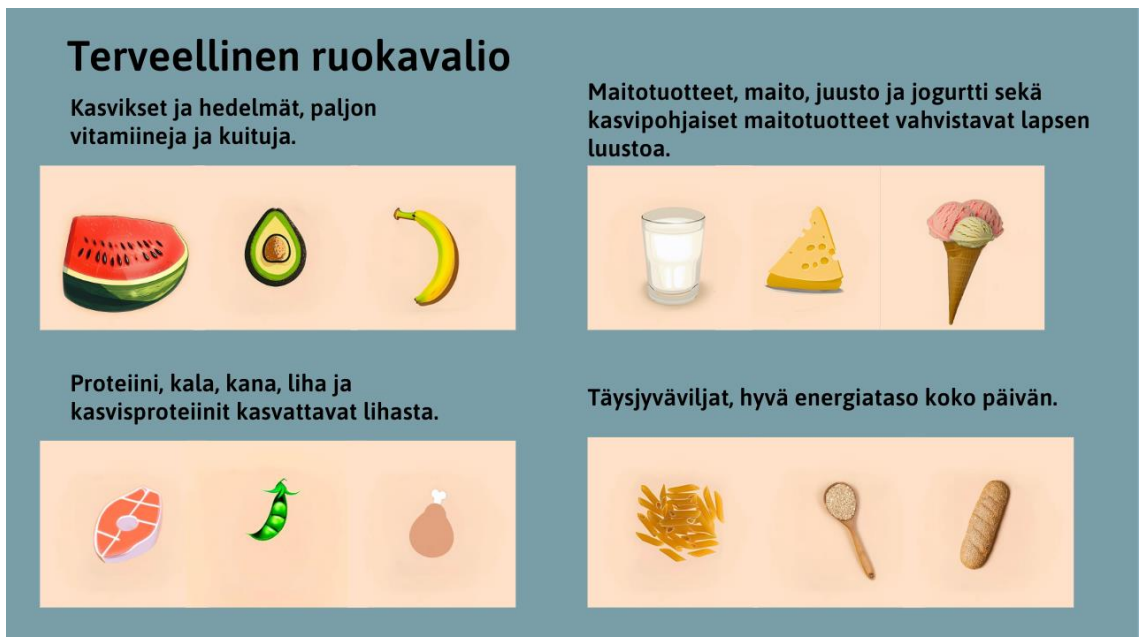 Terveellinen ruokavalio
Kasvikset ja hedelmät, paljon
vitamiineja ja kuituja.
Maitotuotteet, maito, juusto ja jogurtti sekä
kasvipohjaiset maitotuotteet vahvistavat lapsen
luustoa.
Proteiini, kala, kana, liha ja
kasvisproteiinit kasvattavat lihasta.
Täysjyväviljat, hyvä energiataso koko päivän.